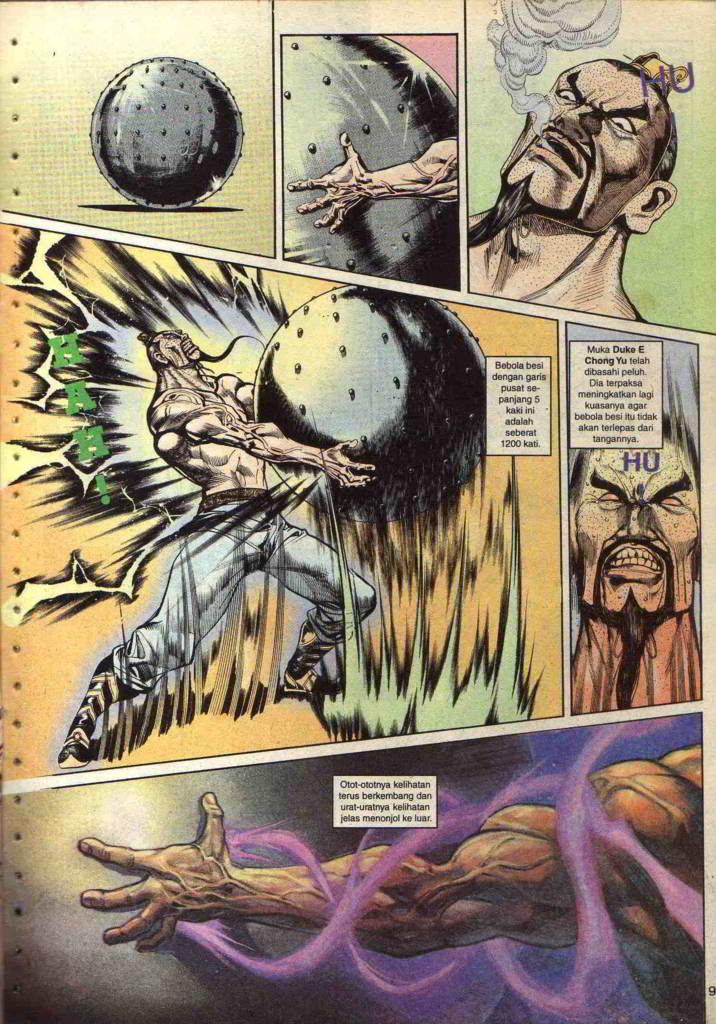 HU
HAH!
Bebola besi
dengan garis
pusat se-
panjang 5
kaki ini
adalah
seberat
1200 kati.
Muka Duke E
Chong Yu telah
dibasahi peluh.
Dia terpaksa
meningkatkan lagi
kuasanya agar
bebola besi itu tidak
akan terlepas dari
tangannya.
HU
Otot-ototnya kelihatan
terus berkembang dan
urat-uratnya kelihatan
jelas menonjol ke luar.
9